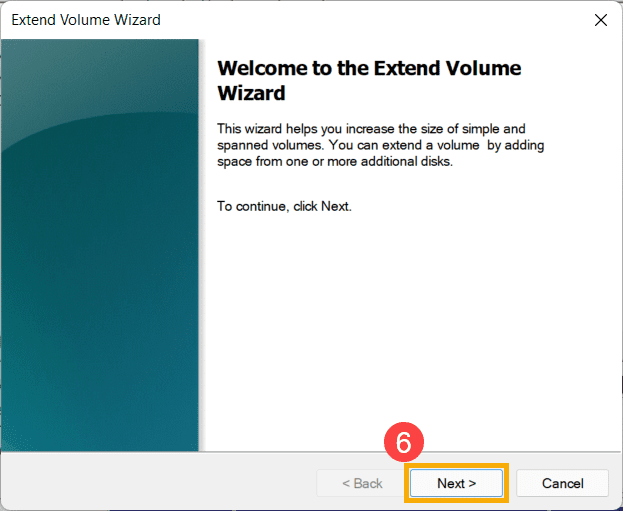 Extend Volume Wizard
Welcome to the Extend Volume
Wizard
This wizard helps you increase the size of simple and
spanned volumes. You can extend a volume  by adding
space from one or more additional disks.
To continue, click Next.
6
< Back
Next >
Cancel